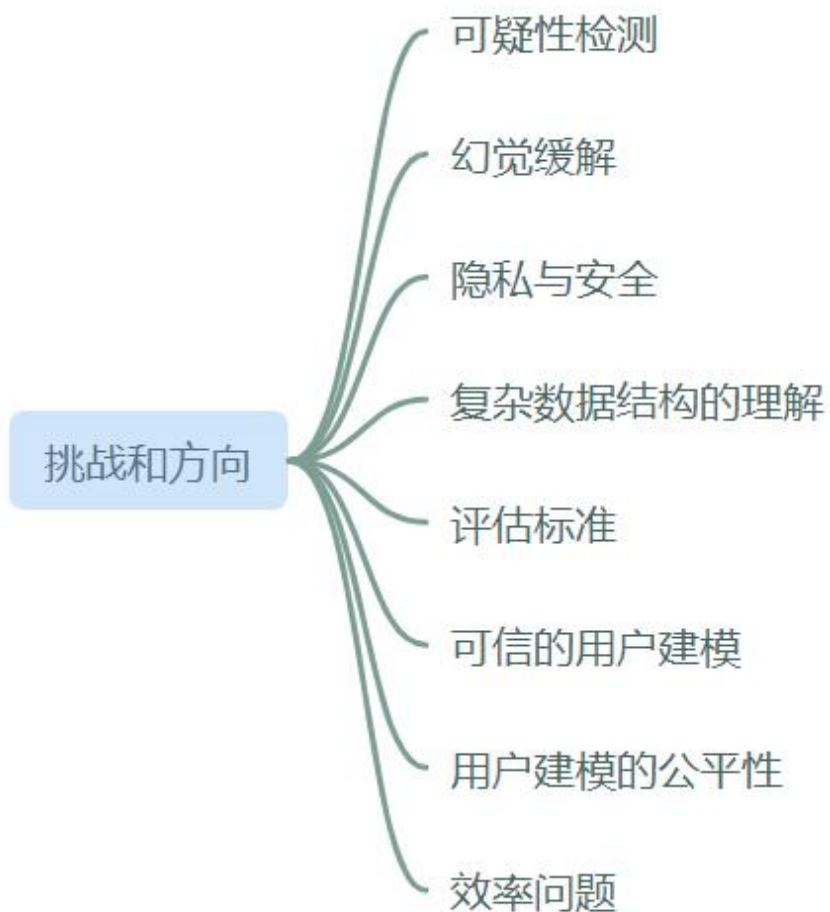 可疑性检测
幻觉缓解
隐私与安全
复杂数据结构的理解
挑战和方向
评估标准
可信的用户建模
用户建模的公平性
效率问题